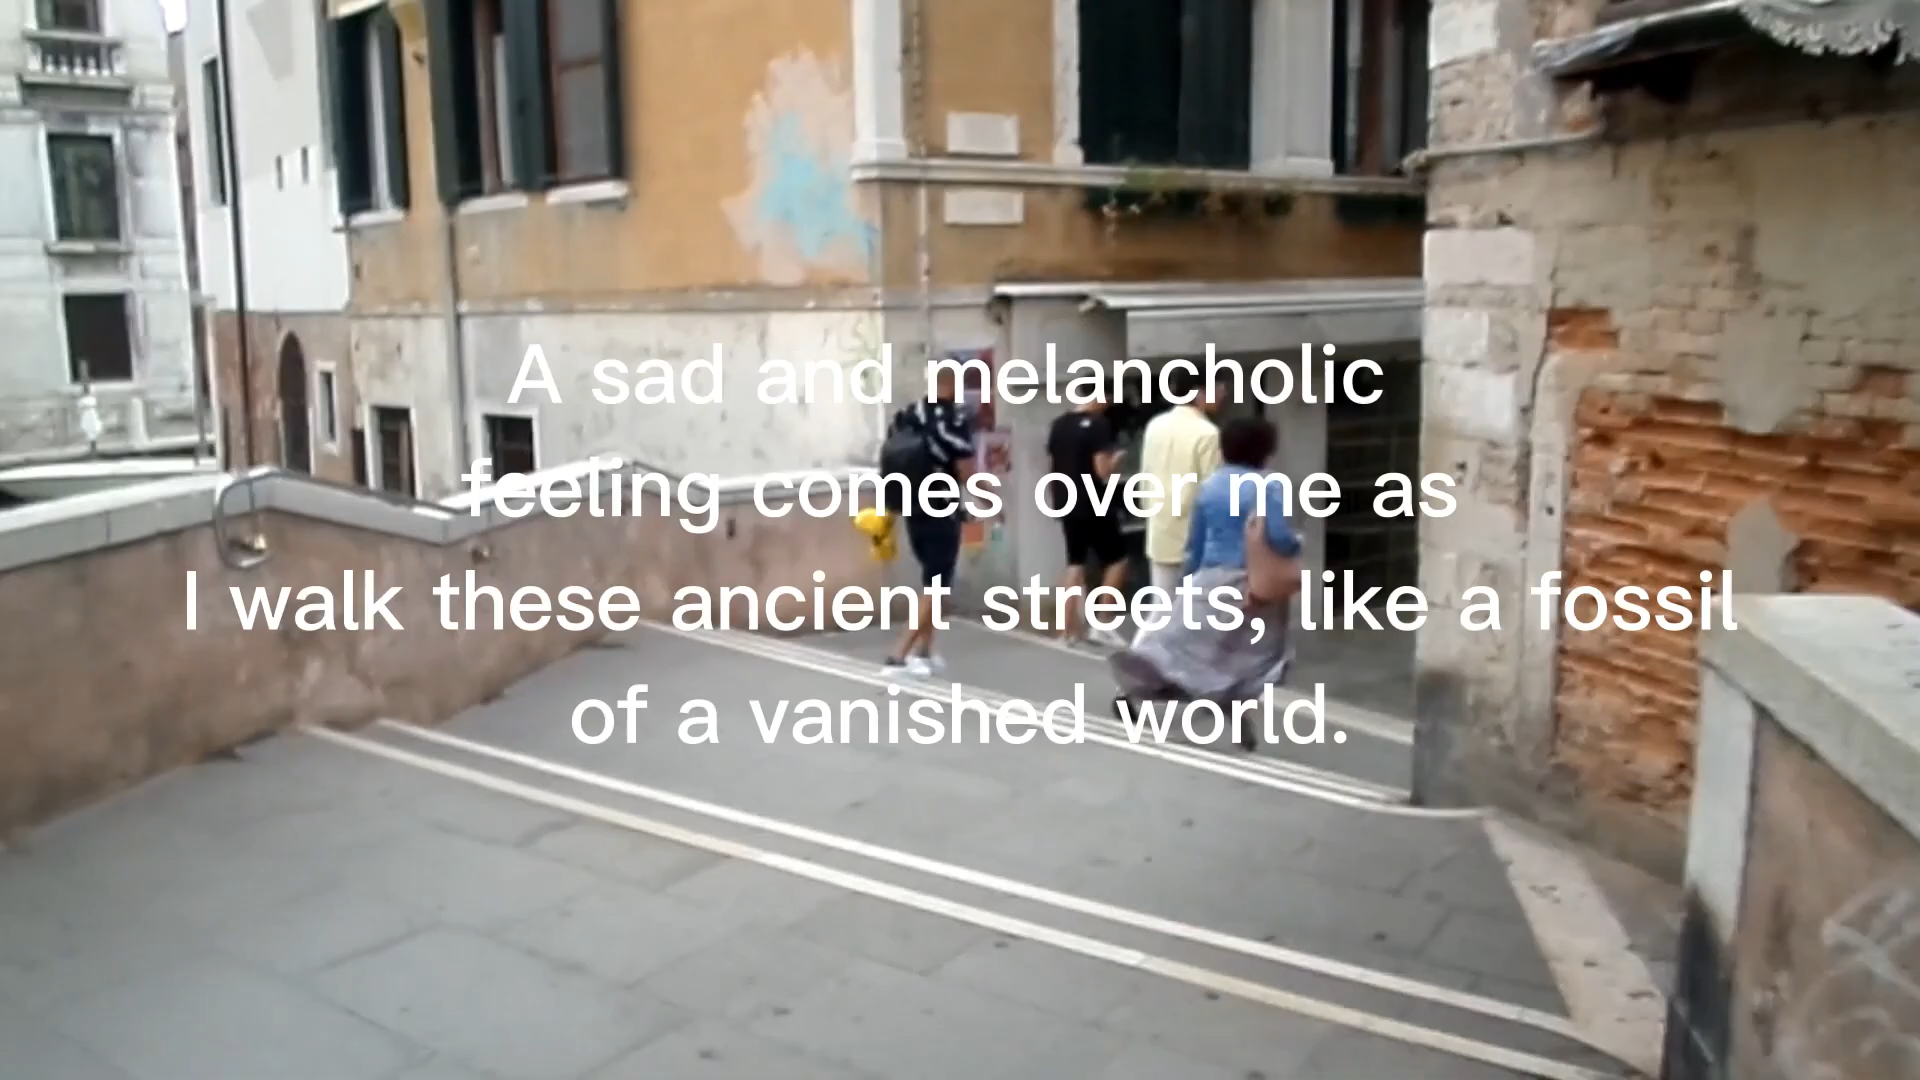 A sad and melancholic
feeling comes over me as
I walk these ancient streets, like a fossil
of a vanished world.